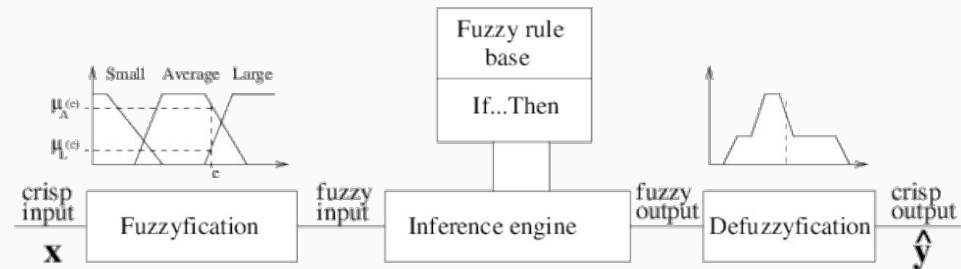 Fuzzy rule
base
If...Then
Small Average Large
μA(c)
μL(c)
c
crisp
input
x
Fuzzyfication
fuzzy
input
Inference engine
fuzzy
output
Defuzzyfication
crisp
output
ŷ